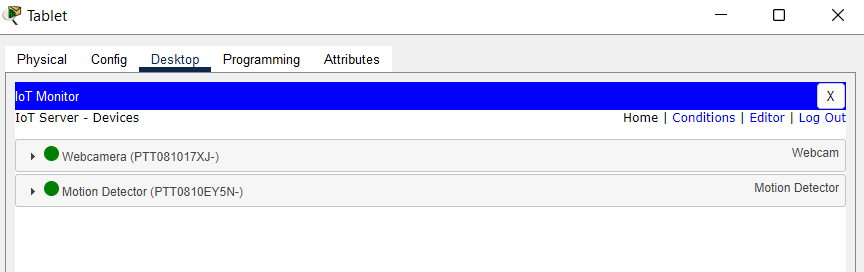 Tablet
Physical Config Desktop Programming Attributes
IoT Monitor X
IoT Server - Devices Home | Conditions | Editor | Log Out
Webcamera (PTT081017XJ-) Webcam
Motion Detector (PTT0810EY5N-) Motion Detector